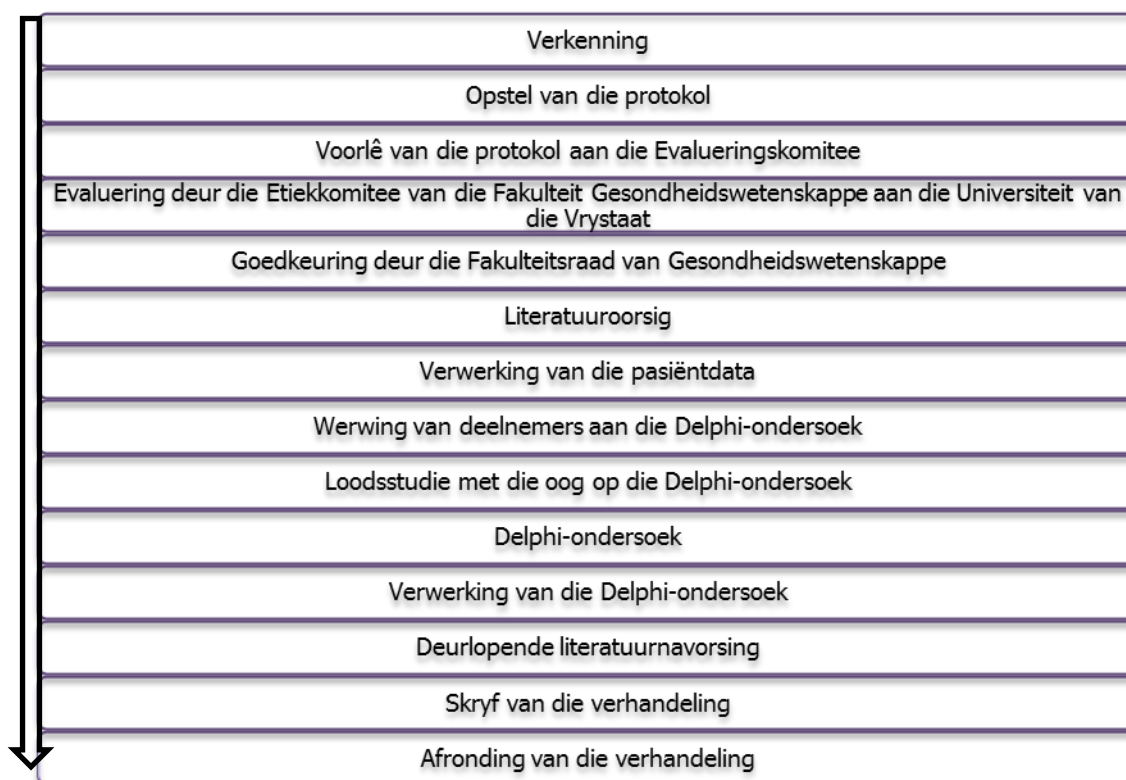 Verkenning
Opstel van die protokol
Voorlê van die protokol aan die Evalueringskomitee
Evaluering deur die Etiekkomitee van die Fakulteit Gesondheidswetenskappe aan die Universiteit van
die Vrystaat
Goedkeuring deur die Fakulteitsraad van Gesondheidswetenskappe
Literatuuroorsig
Verwerking van die pasiëntdata
Werwing van deelnemers aan die Delphi-ondersoek
Loodsstudie met die oog op die Delphi-ondersoek
Delphi-ondersoek
Verwerking van die Delphi-ondersoek
Deurlopende literatuurnavorsing
Skryf van die verhandeling
Afronding van die verhandeling